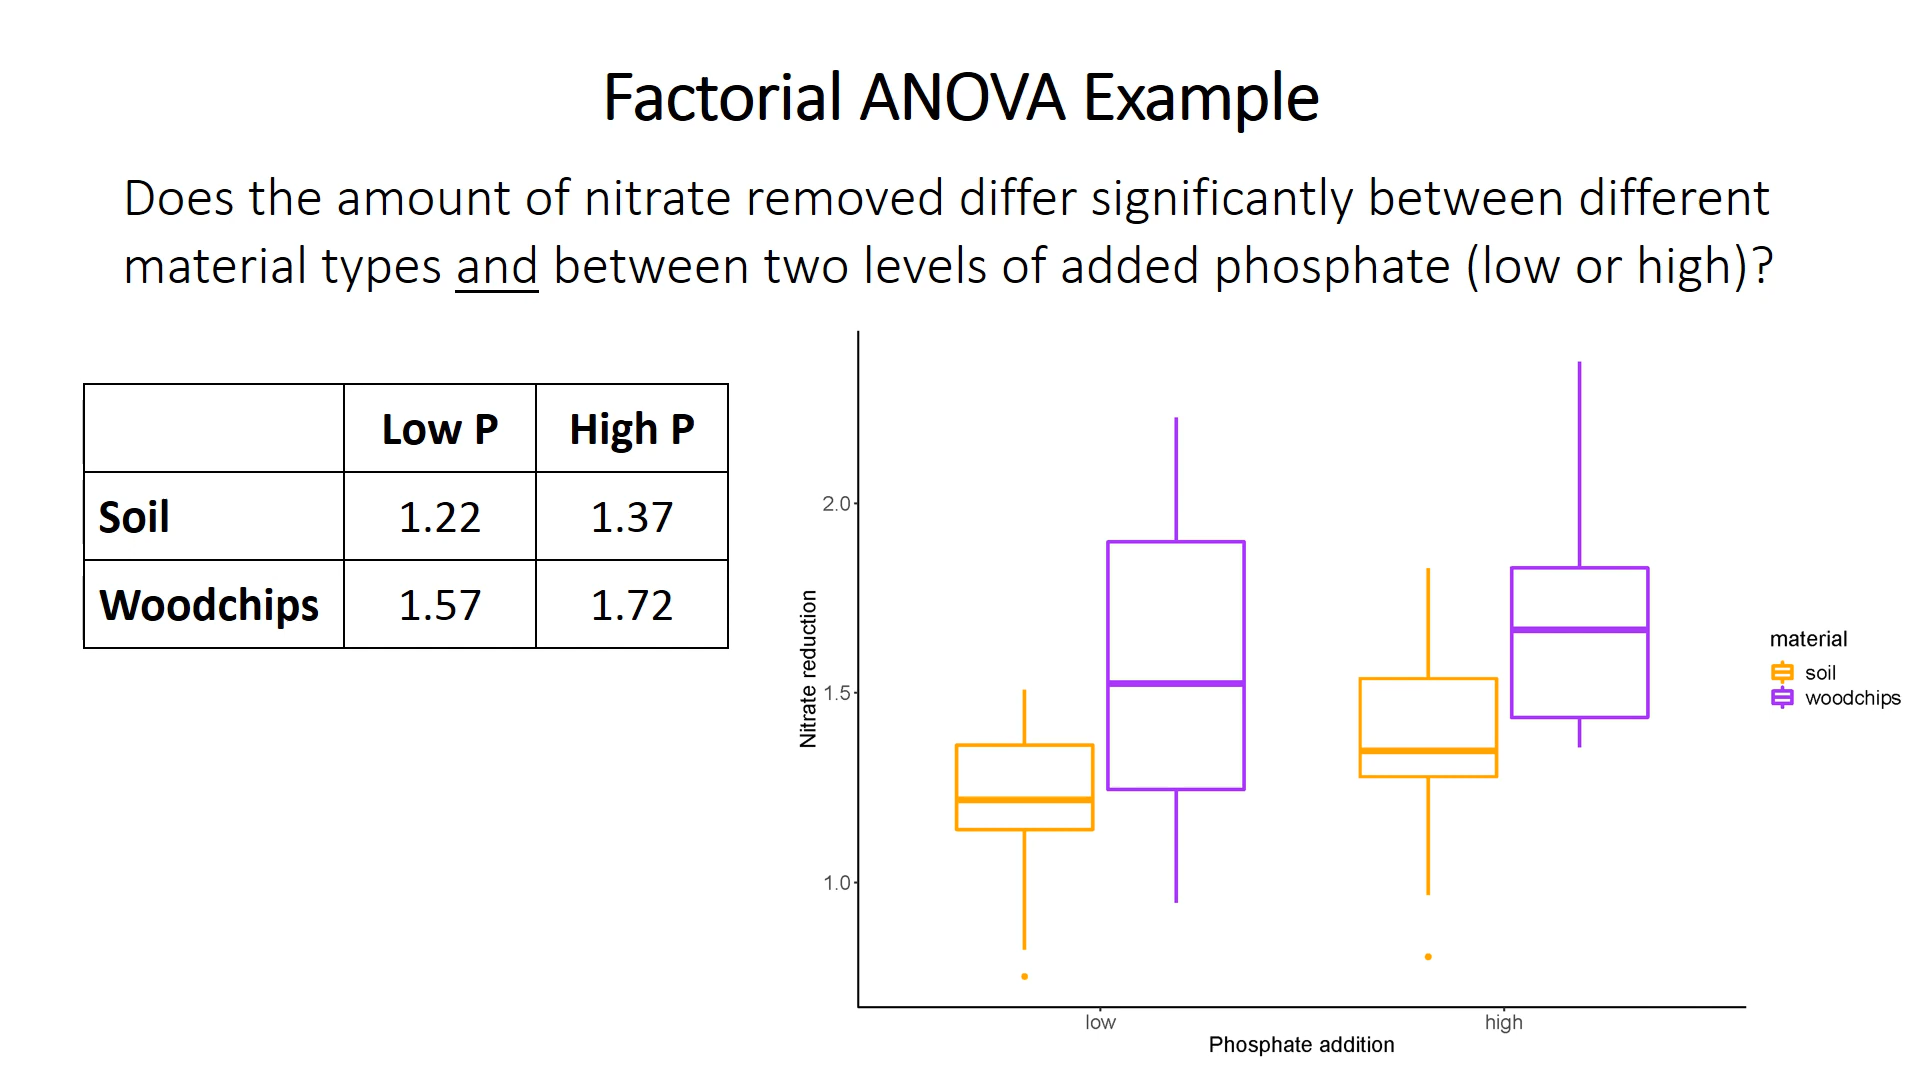 Factorial ANOVA Example
Does the amount of nitrate removed differ significantly between different
material types and between two levels of added phosphate (low or high)?
Low P High P
Soil 1.22 1.37
Woodchips 1.57 1.72
Nitrate reduction
2.0
1.5
1.0
low high
Phosphate addition
material
soil
woodchips